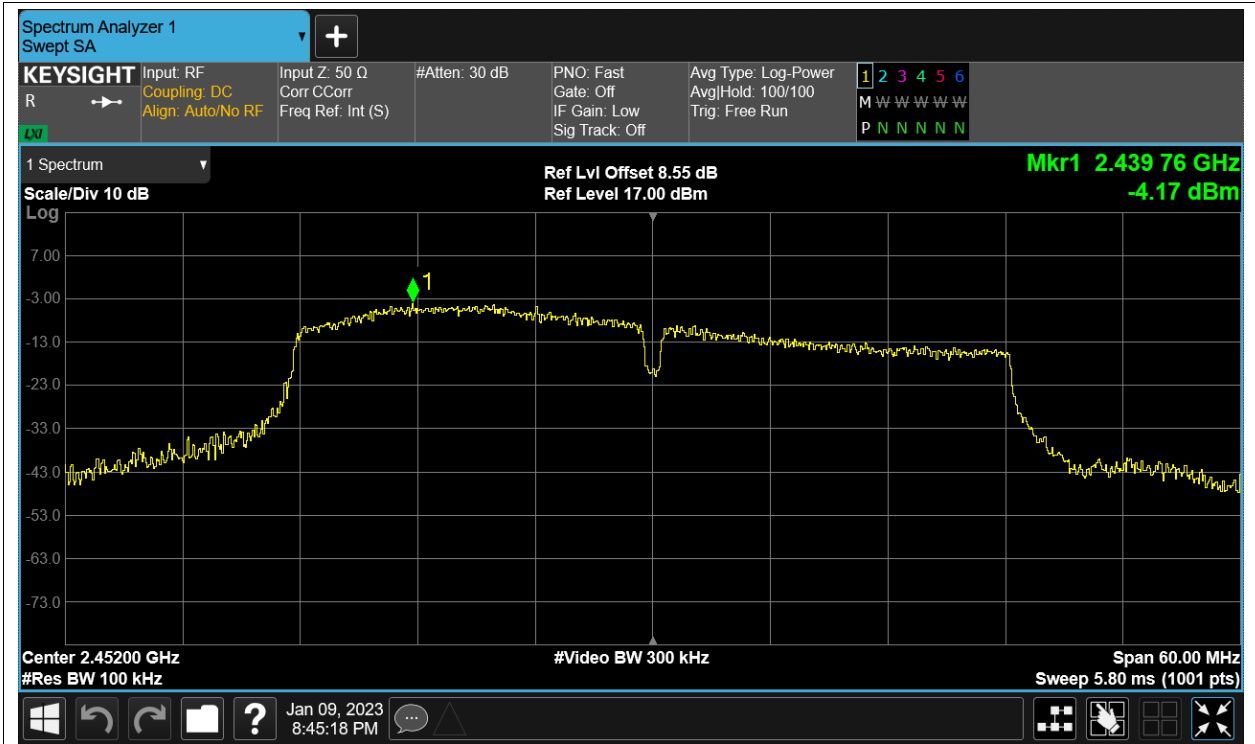 Spectrum Analyzer 1
Swept SA
+
KEYSIGHT
R
LXI
Input: RF
Coupling: DC
Align: Auto/No RF
Input Z: 50 Ω
Corr CCorr
Freq Ref: Int (S)
#Atten: 30 dB
PNO: Fast
Gate: Off
IF Gain: Low
Sig Track: Off
Avg Type: Log-Power
Avg|Hold: 100/100
Trig: Free Run
1 2 3 4 5 6
M W W W W W
P N N N N N
1 Spectrum
Scale/Div 10 dB
Log
Ref Lvl Offset 8.55 dB
Ref Level 17.00 dBm
Mkr1 2.439 76 GHz
-4.17 dBm
7.00
1
-3.00
-13.0
-23.0
-33.0
-43.0
-53.0
-63.0
-73.0
Center 2.45200 GHz
#Video BW 300 kHz
Span 60.00 MHz
#Res BW 100 kHz
Sweep 5.80 ms (1001 pts)
?
Jan 09, 2023
8:45:18 PM